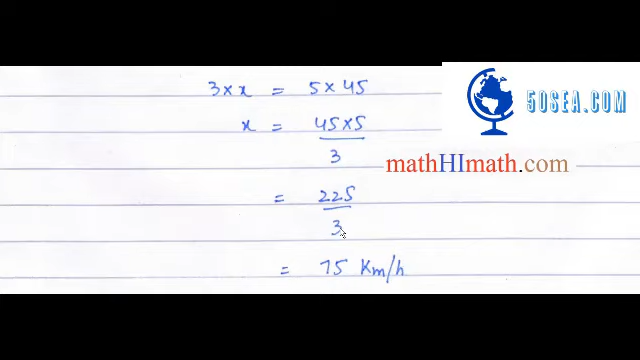 3 × x = 5 × 45
x = 45 × 5
3
= 225
3
= 75 Km/h
50SEA.COM
mathHImath.com